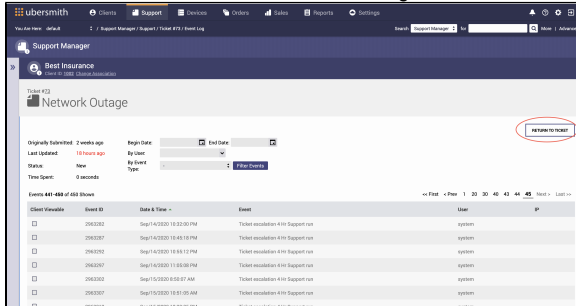 ubersmith Clients Support Devices Orders Sales Reports Settings
You Are Here: default / Support Manager / Support / Ticket #73 / Event Log Search Support Manager for More | Advanced
Support Manager
Best Insurance
Client ID: 1003 Change Association
Ticket #73
Network Outage
RETURN TO TICKET
Originally Submitted: 2 weeks ago Begin Date: End Date:
Last Updated: 18 hours ago By User:
Status: New By Event Type: - Filter Events
Time Spent: 0 seconds
Events 441-450 of 450 Shown << First < Prev 1 20 30 40 43 44 45 Next > Last >>
Client Viewable Event ID Date & Time Event User IP
2963282 Sep/14/2020 10:32:00 PM Ticket escalation 4 Hr Support run system
2963287 Sep/14/2020 10:45:18 PM Ticket escalation 4 Hr Support run system
2963292 Sep/14/2020 10:55:12 PM Ticket escalation 4 Hr Support run system
2963297 Sep/14/2020 11:05:08 PM Ticket escalation 4 Hr Support run system
2963302 Sep/15/2020 8:50:07 AM Ticket escalation 4 Hr Support run system
2963307 Sep/15/2020 10:51:05 AM Ticket escalation 4 Hr Support run system